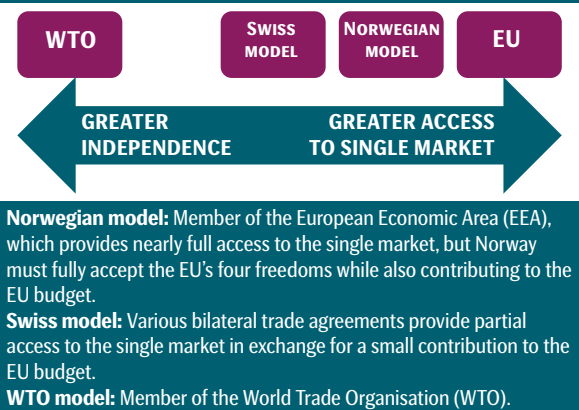 WTO
SWISS
MODEL
NORWEGIAN
MODEL
EU
GREATER
INDEPENDENCE
GREATER ACCESS
TO SINGLE MARKET
Norwegian model: Member of the European Economic Area (EEA),
which provides nearly full access to the single market, but Norway
must fully accept the EU's four freedoms while also contributing to the
EU budget.
Swiss model: Various bilateral trade agreements provide partial
access to the single market in exchange for a small contribution to the
EU budget.
WTO model: Member of the World Trade Organisation (WTO).